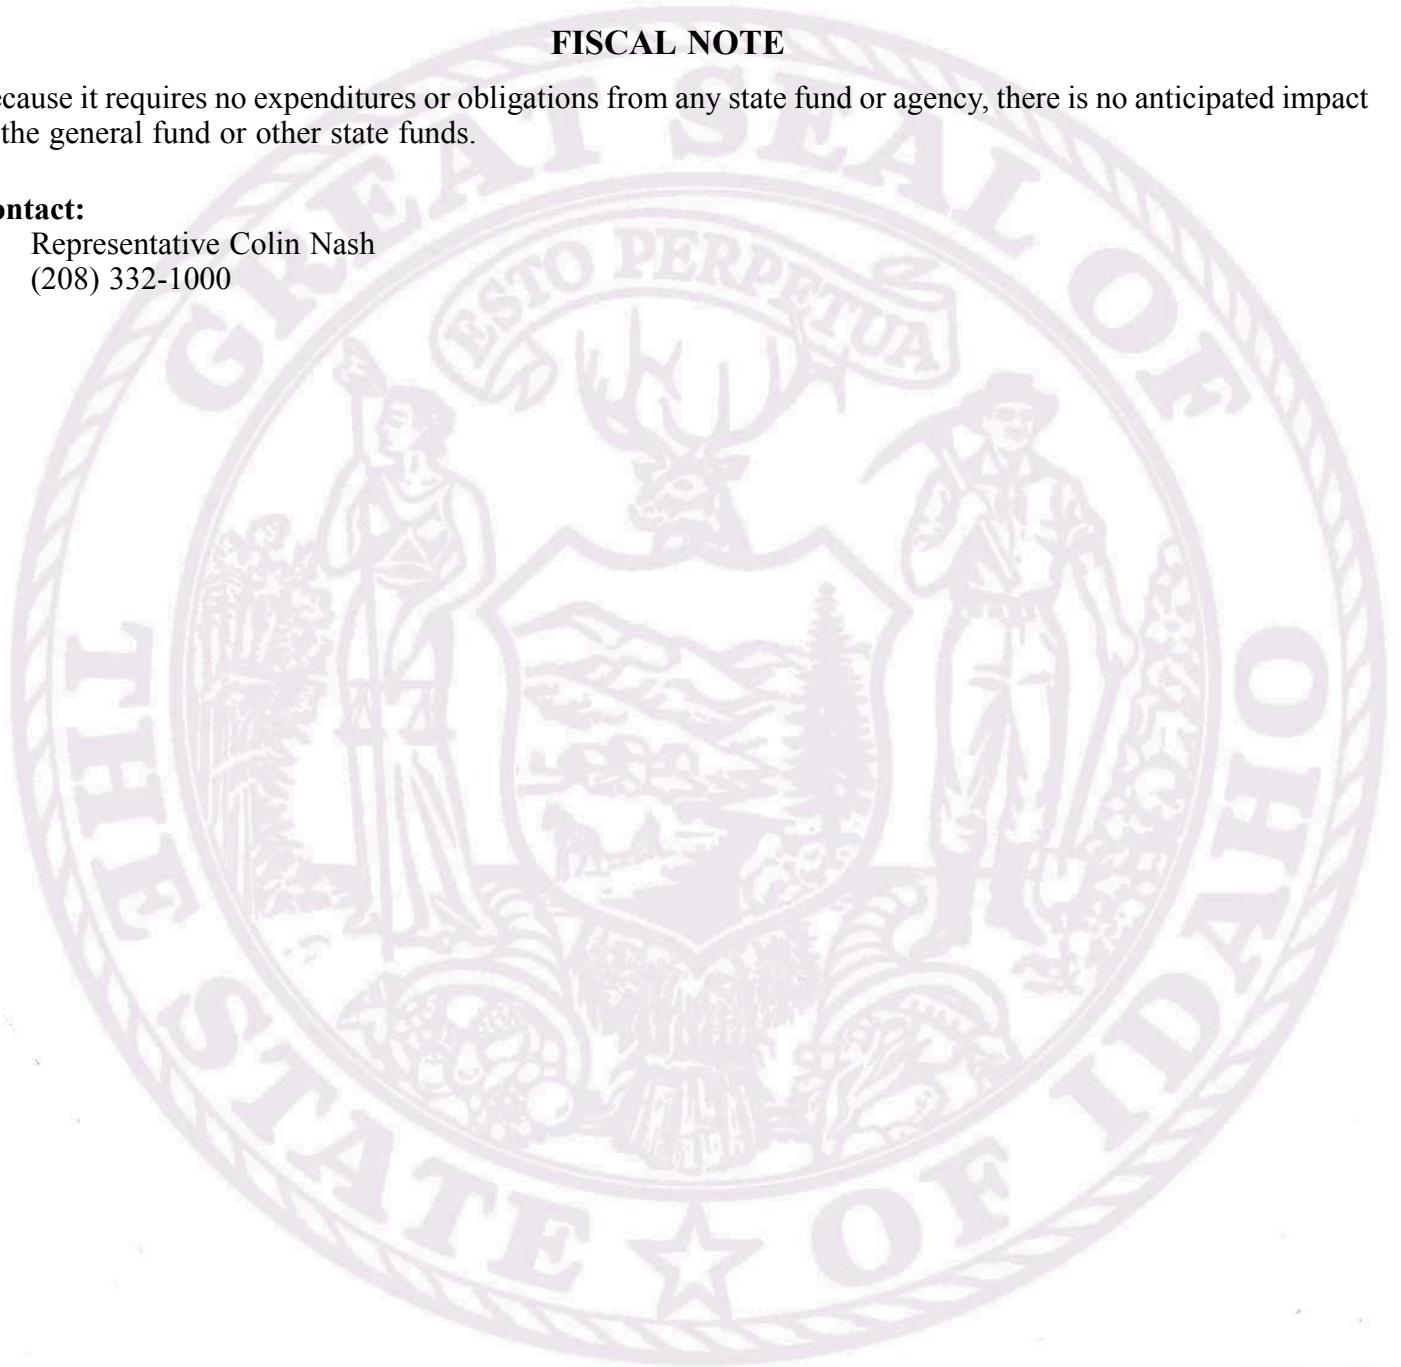 FISCAL NOTE
ecause it requires no expenditures or obligations from any state fund or agency, there is no anticipated impact
the general fund or other state funds.
ontact:
Representative Colin Nash
(208) 332-1000
GREAT SEAL OF
THE STATE OF IDAHO
ESTO PERPETUA